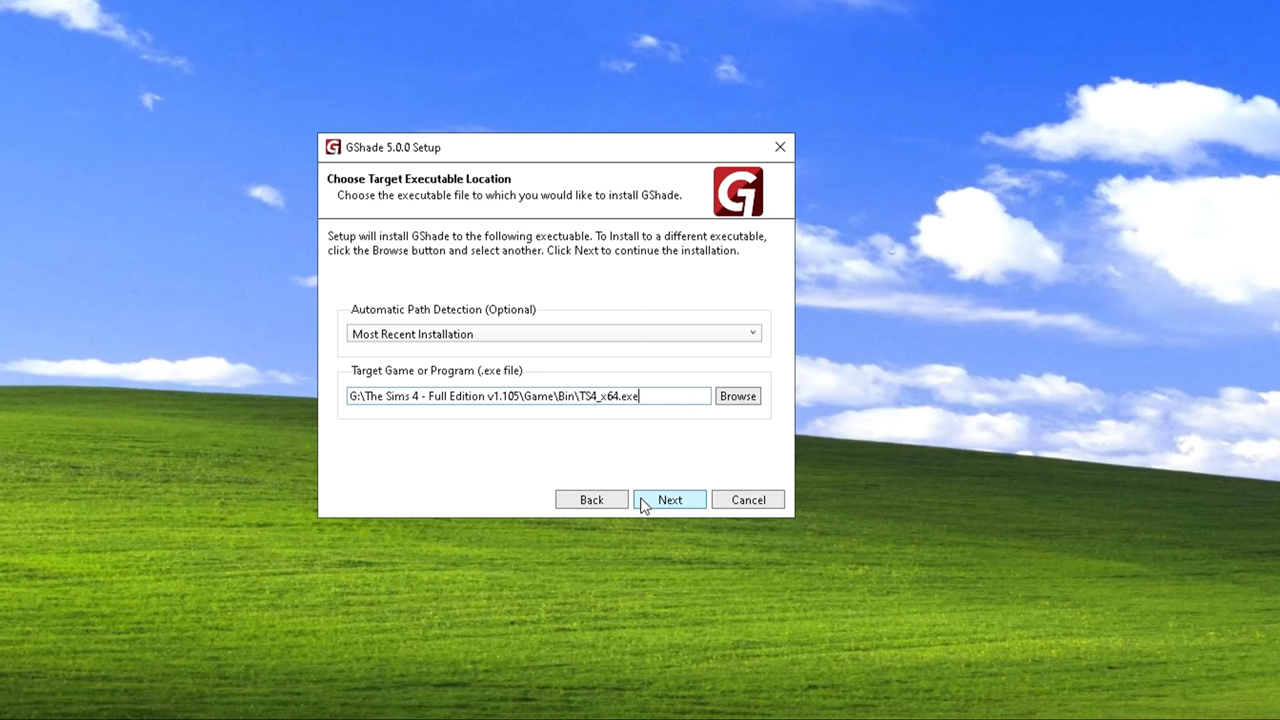 GShade 5.0.0 Setup
Choose Target Executable Location
Choose the executable file to which you would like to install GShade.
Setup will install GShade to the following exectuable. To Install to a different executable,
click the Browse button and select another. Click Next to continue the installation.
Automatic Path Detection (Optional)
Most Recent Installation
Target Game or Program (.exe file)
G:\The Sims 4 - Full Edition v1.105\Game\Bin\TS4_x64.exe
Browse
Back
Next
Cancel